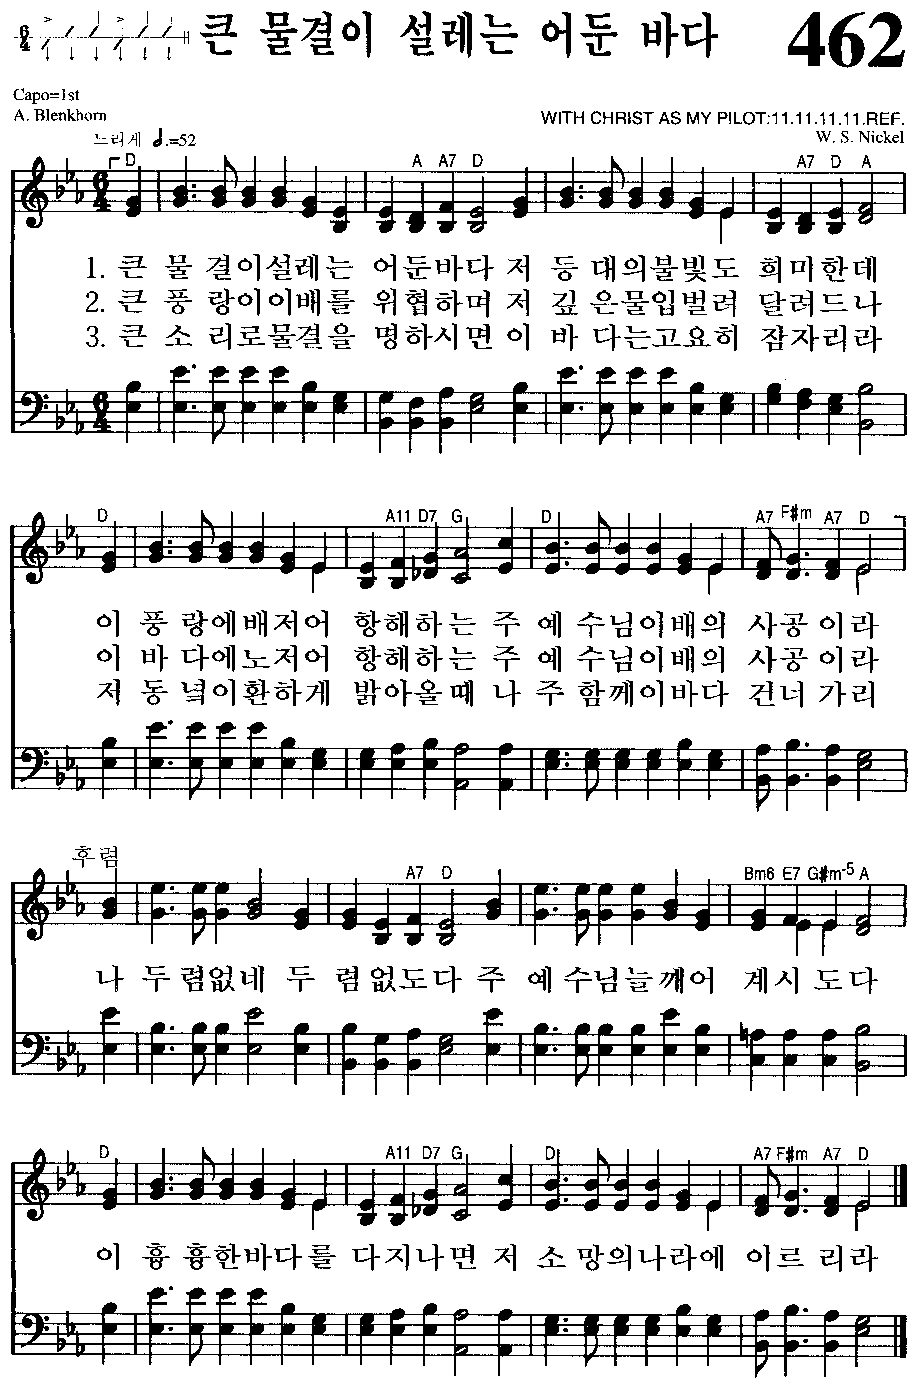 6/4 큰 물결이 설레는 어둔 바다 462
Capo=1st
A. Blenkhorn
WITH CHRIST AS MY PILOT:11.11.11.11.REF.
느리게 ♩.=52 W. S. Nickel
D A A7 D A7 D A
1. 큰 물 결이설레는 어둔바다 저 등 대의불빛도 희미한데
2. 큰 풍 랑이이배를 위협하며 저 깊 은물입벌려 달려드나
3. 큰 소 리로물결을 명하시면 이 바 다는고요히 잠자리라
D A11 D7 G D A7 F#m A7 D
이 풍 랑에배저어 항해하는 주 예 수님이배의 사공이라
이 바 다에노저어 항해하는 주 예 수님이배의 사공이라
저 동 녘이환하게 밝아올때 나 주 함께이바다 건너 가리
후렴
A7 D Bm6 E7 G#m-5 A
나 두 렴없네 두 렴없도다 주 예 수님늘깨어 계시 도다
D A11 D7 G D A7 F#m A7 D
이 흉 흉한바다를 다지나면 저 소 망의나라에 이르 리라